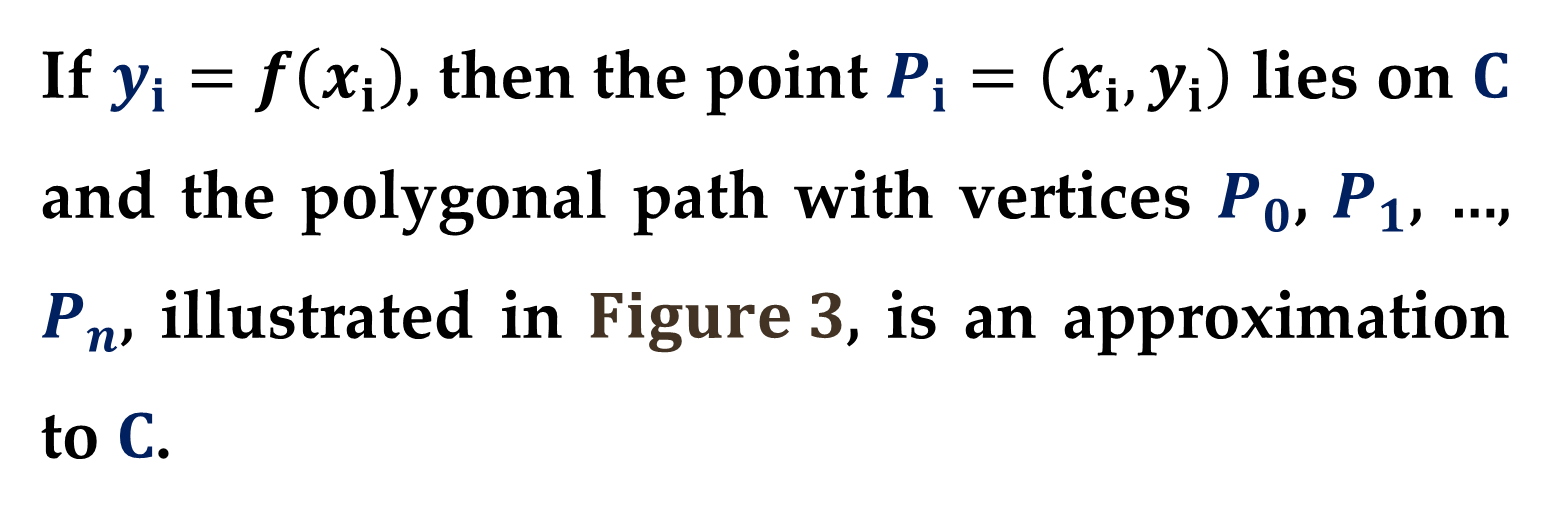 If yᵢ = f(xᵢ), then the point Pᵢ = (xᵢ, yᵢ) lies on C
and the polygonal path with vertices P₀, P₁, ...,
Pₙ, illustrated in Figure 3, is an approximation
to C.